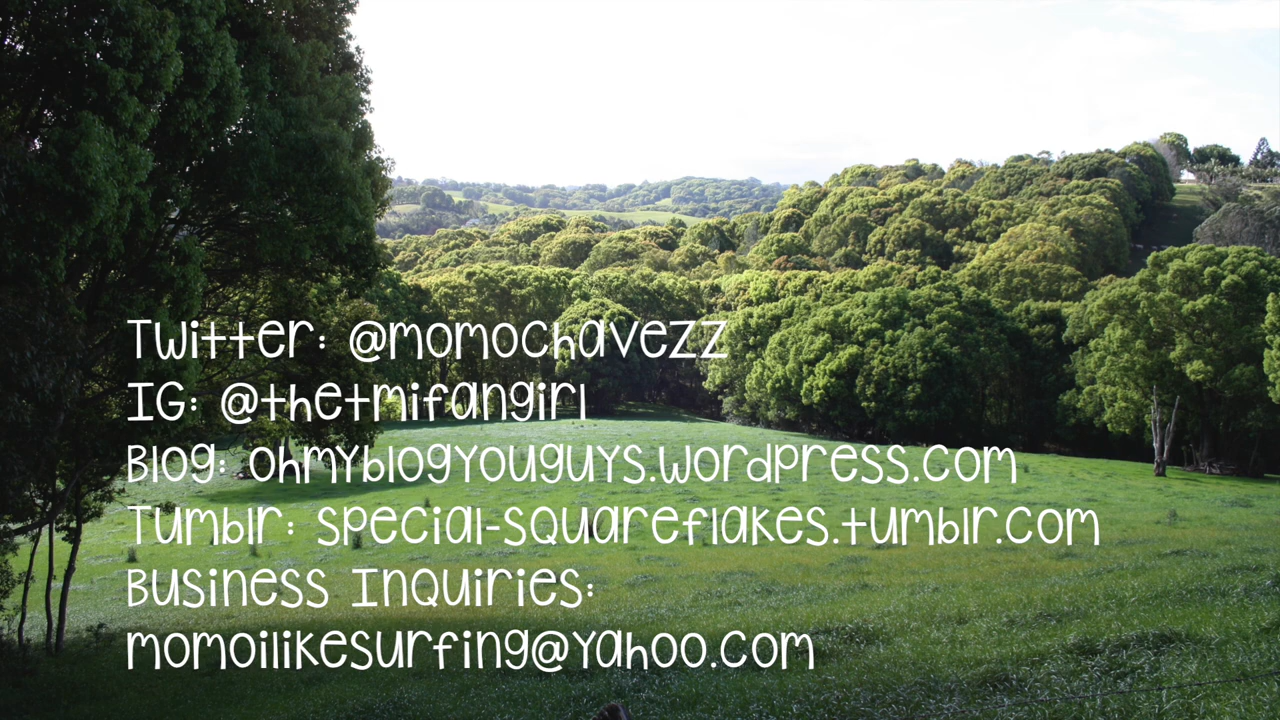 Twitter: @momochavezz
IG: @thetmifangirl
Blog: ohmyblogyouguys.wordpress.com
Tumblr: special-squareflakes.tumblr.com
Business Inquiries:
momoilikesurfing@yahoo.com